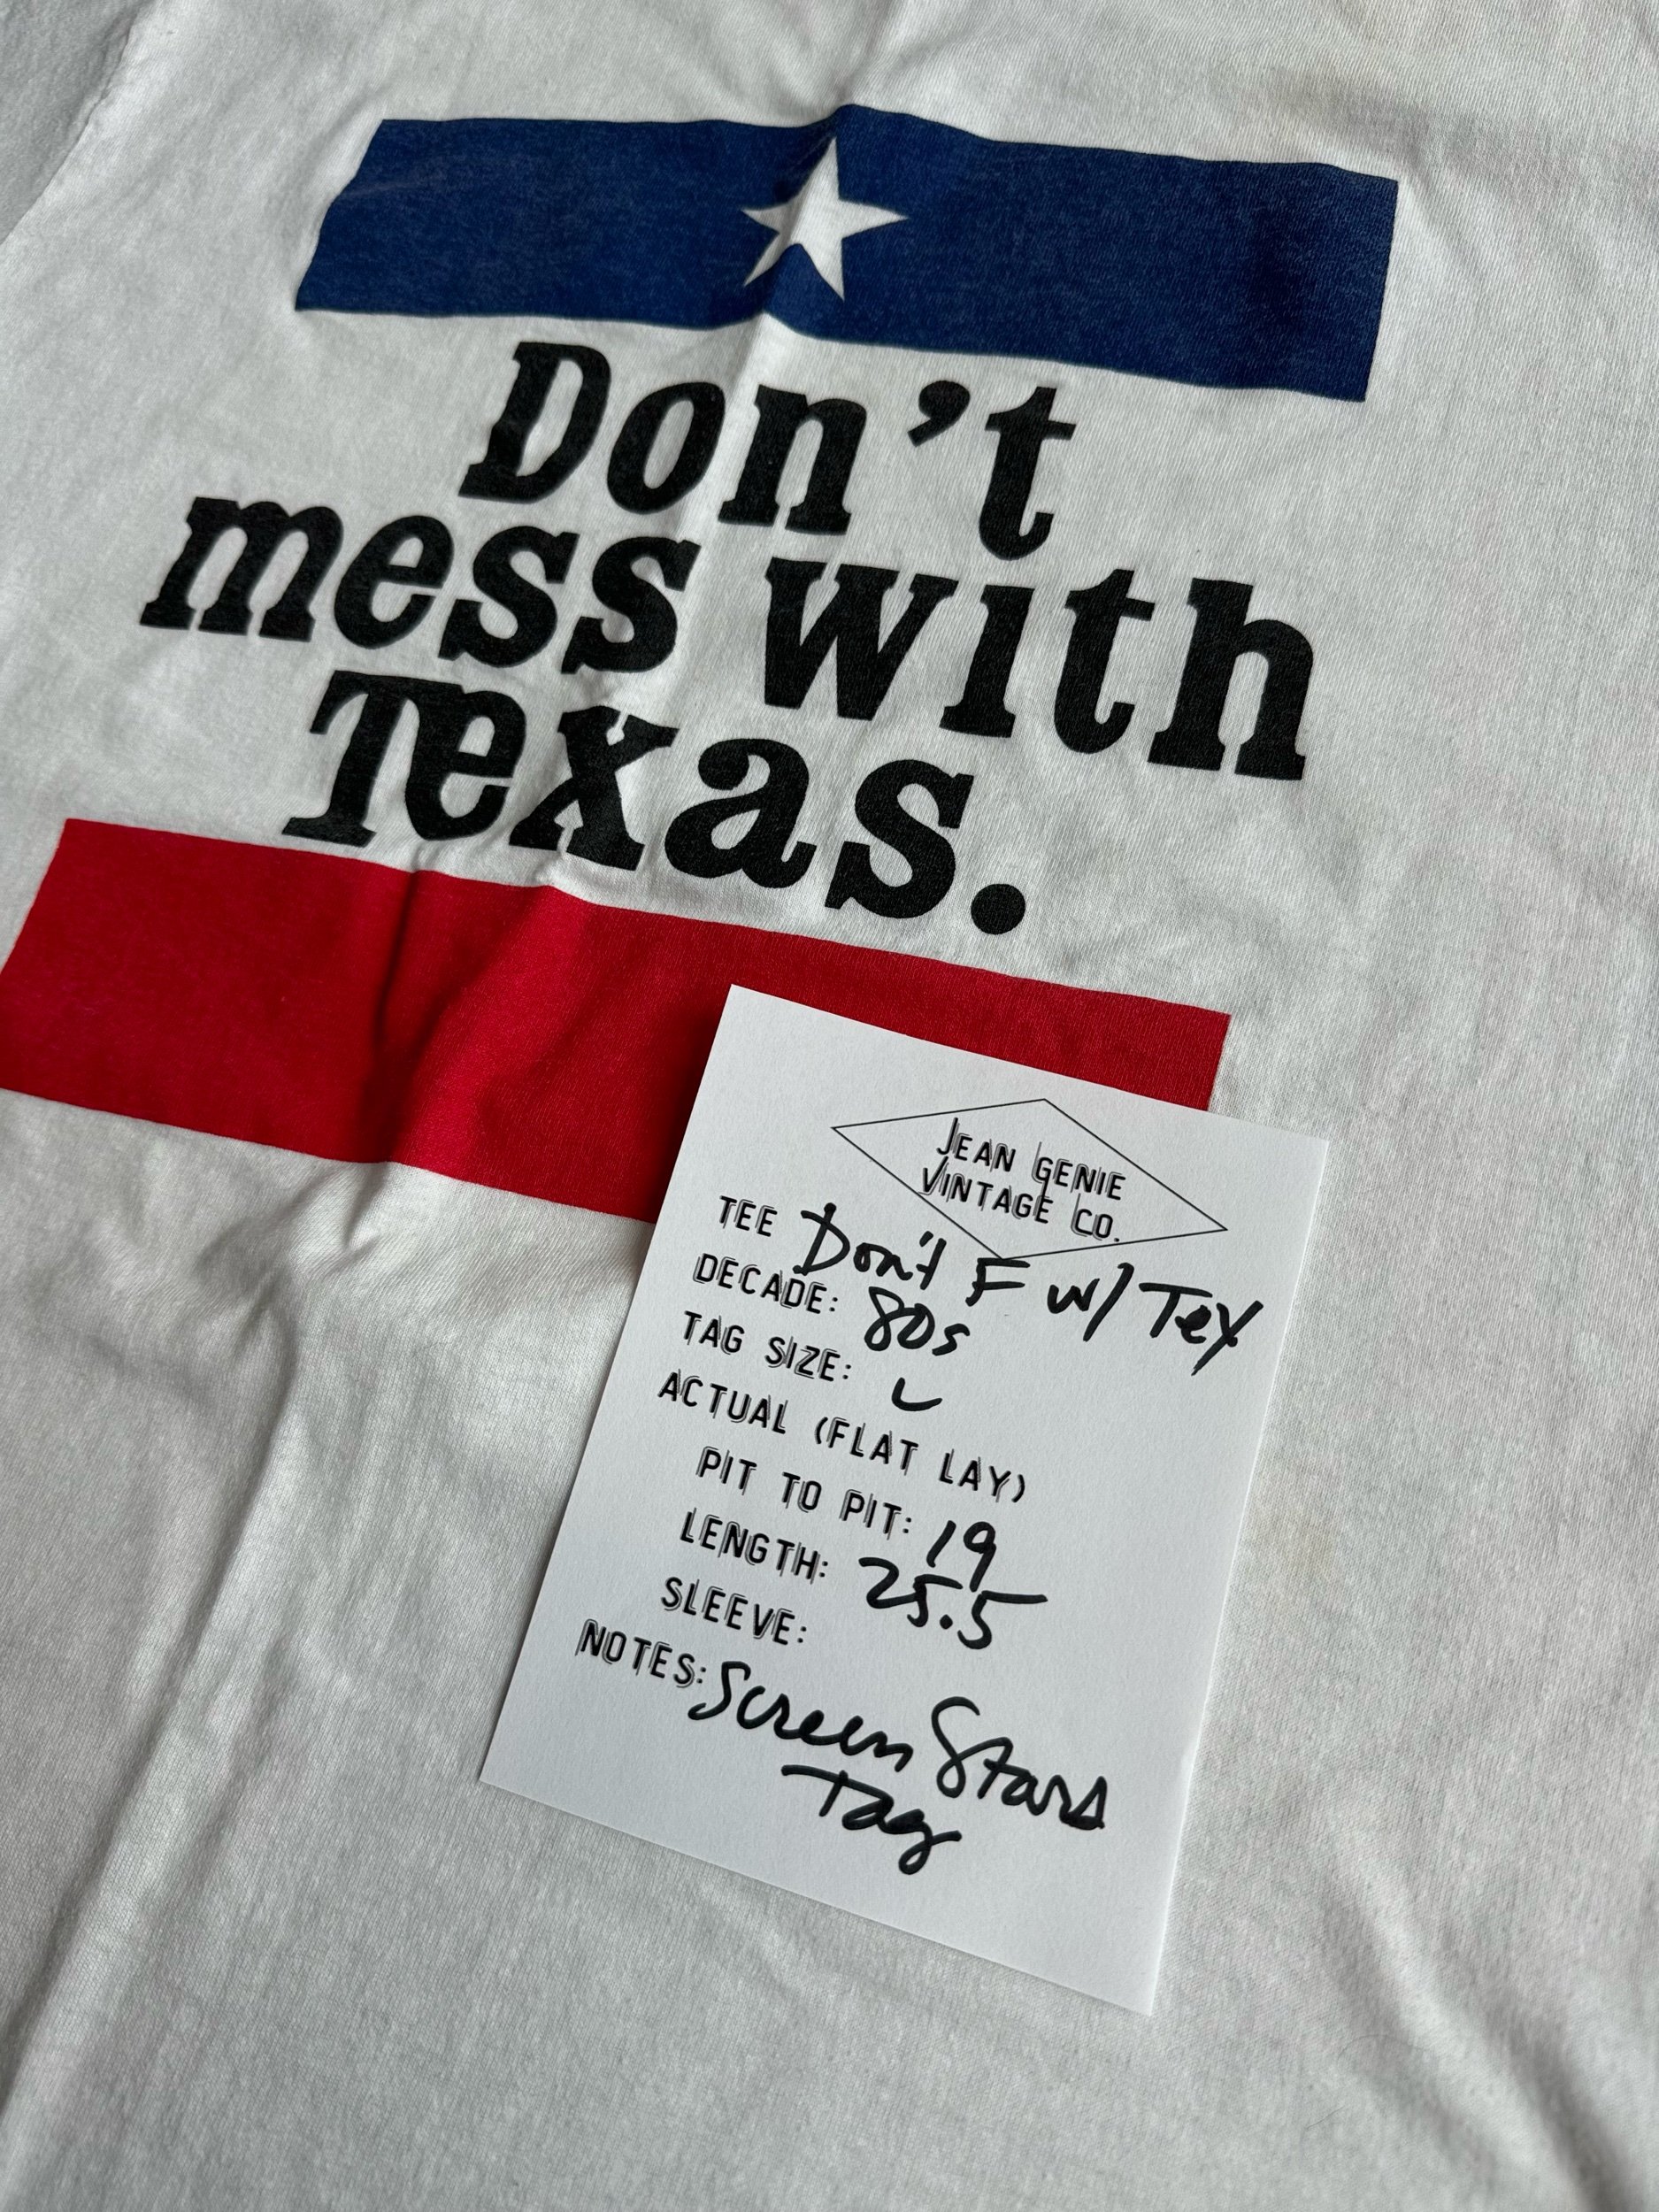 Don't
mess with
Texas.
JEAN GENIE
VINTAGE CO.
TEE Don't F w/ Tex
DECADE: 80s
TAG SIZE: L
ACTUAL (FLAT LAY)
PIT TO PIT: 19
LENGTH: 25.5
SLEEVE:
NOTES: Screen Stars
Tag